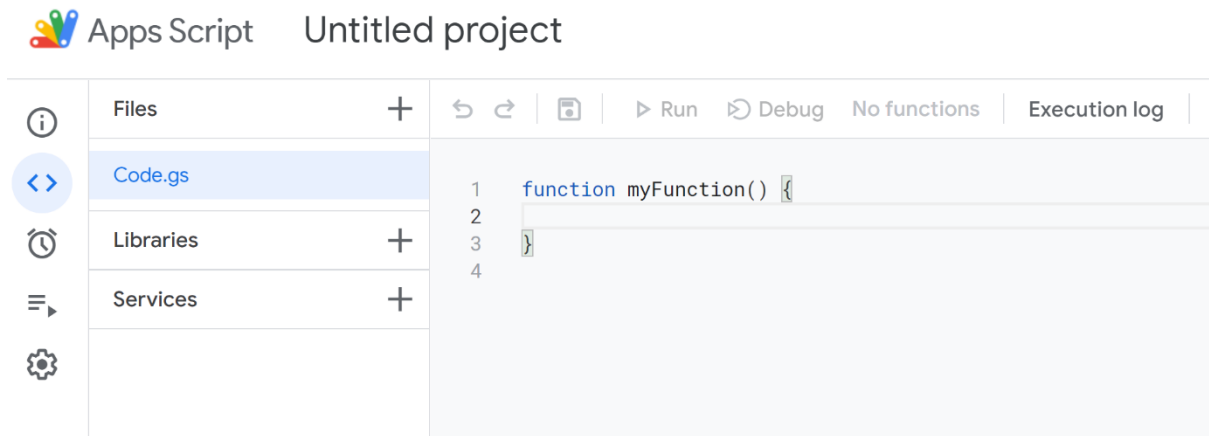 Apps Script Untitled project
Files
Code.gs
Libraries
Services
Run Debug No functions Execution log
1 function myFunction() {
2
3 }
4